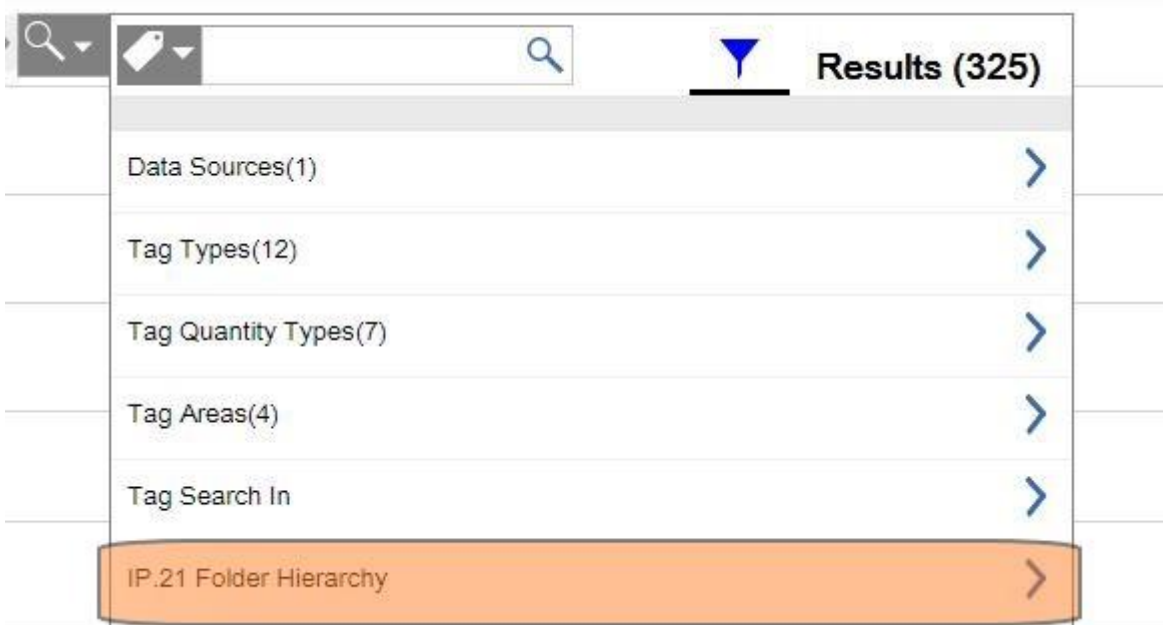 Results (325)
Data Sources(1)
Tag Types(12)
Tag Quantity Types(7)
Tag Areas(4)
Tag Search In
IP.21 Folder Hierarchy